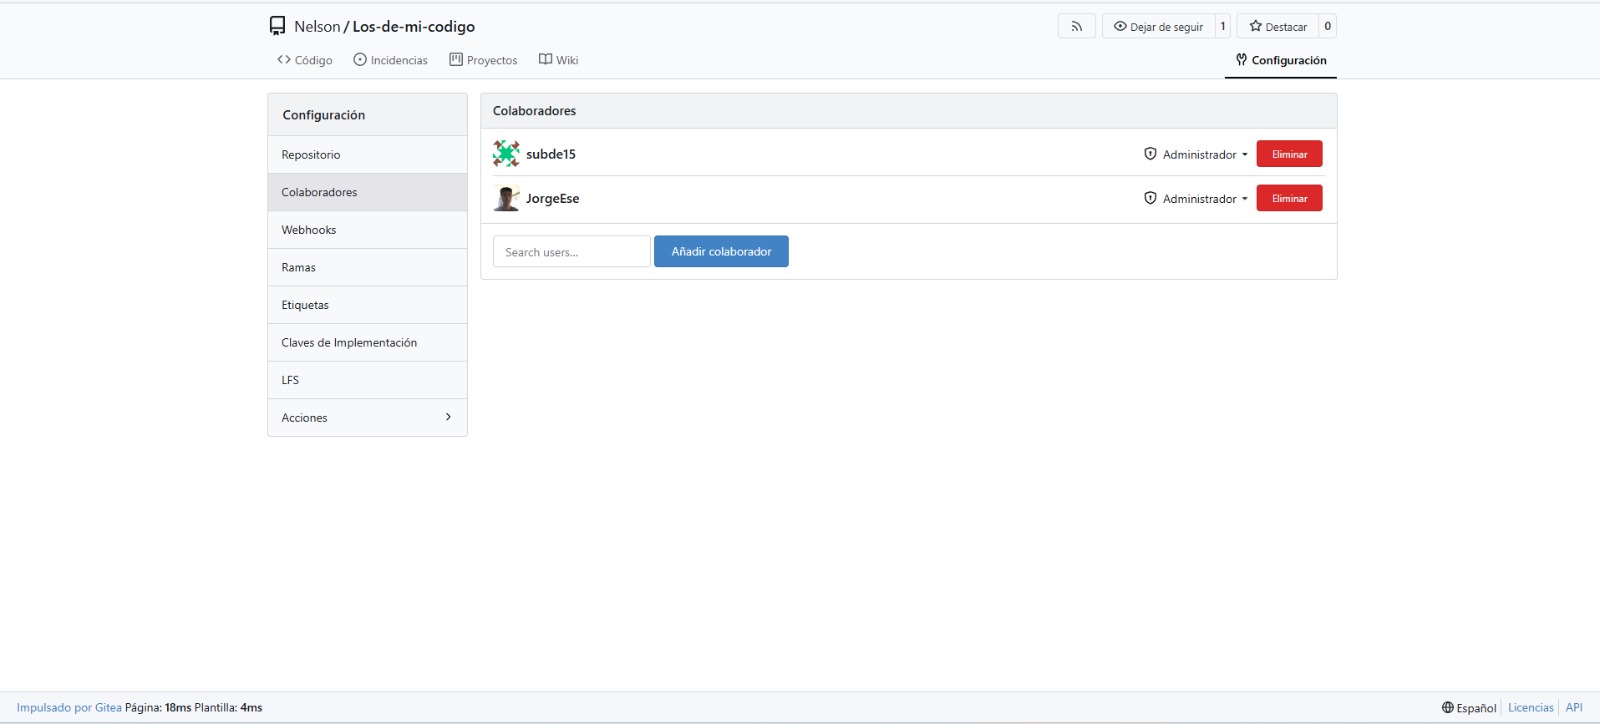 Nelson / Los-de-mi-codigo
Dejar de seguir 1
Destacar 0
Código
Incidencias
Proyectos
Wiki
Configuración
Configuración
Repositorio
Colaboradores
Webhooks
Ramas
Etiquetas
Claves de Implementación
LFS
Acciones
Colaboradores
subde15
Administrador
Eliminar
JorgeEse
Administrador
Eliminar
Search users...
Añadir colaborador
Impulsado por Gitea Página: 18ms Plantilla: 4ms
Español
Licencias
API